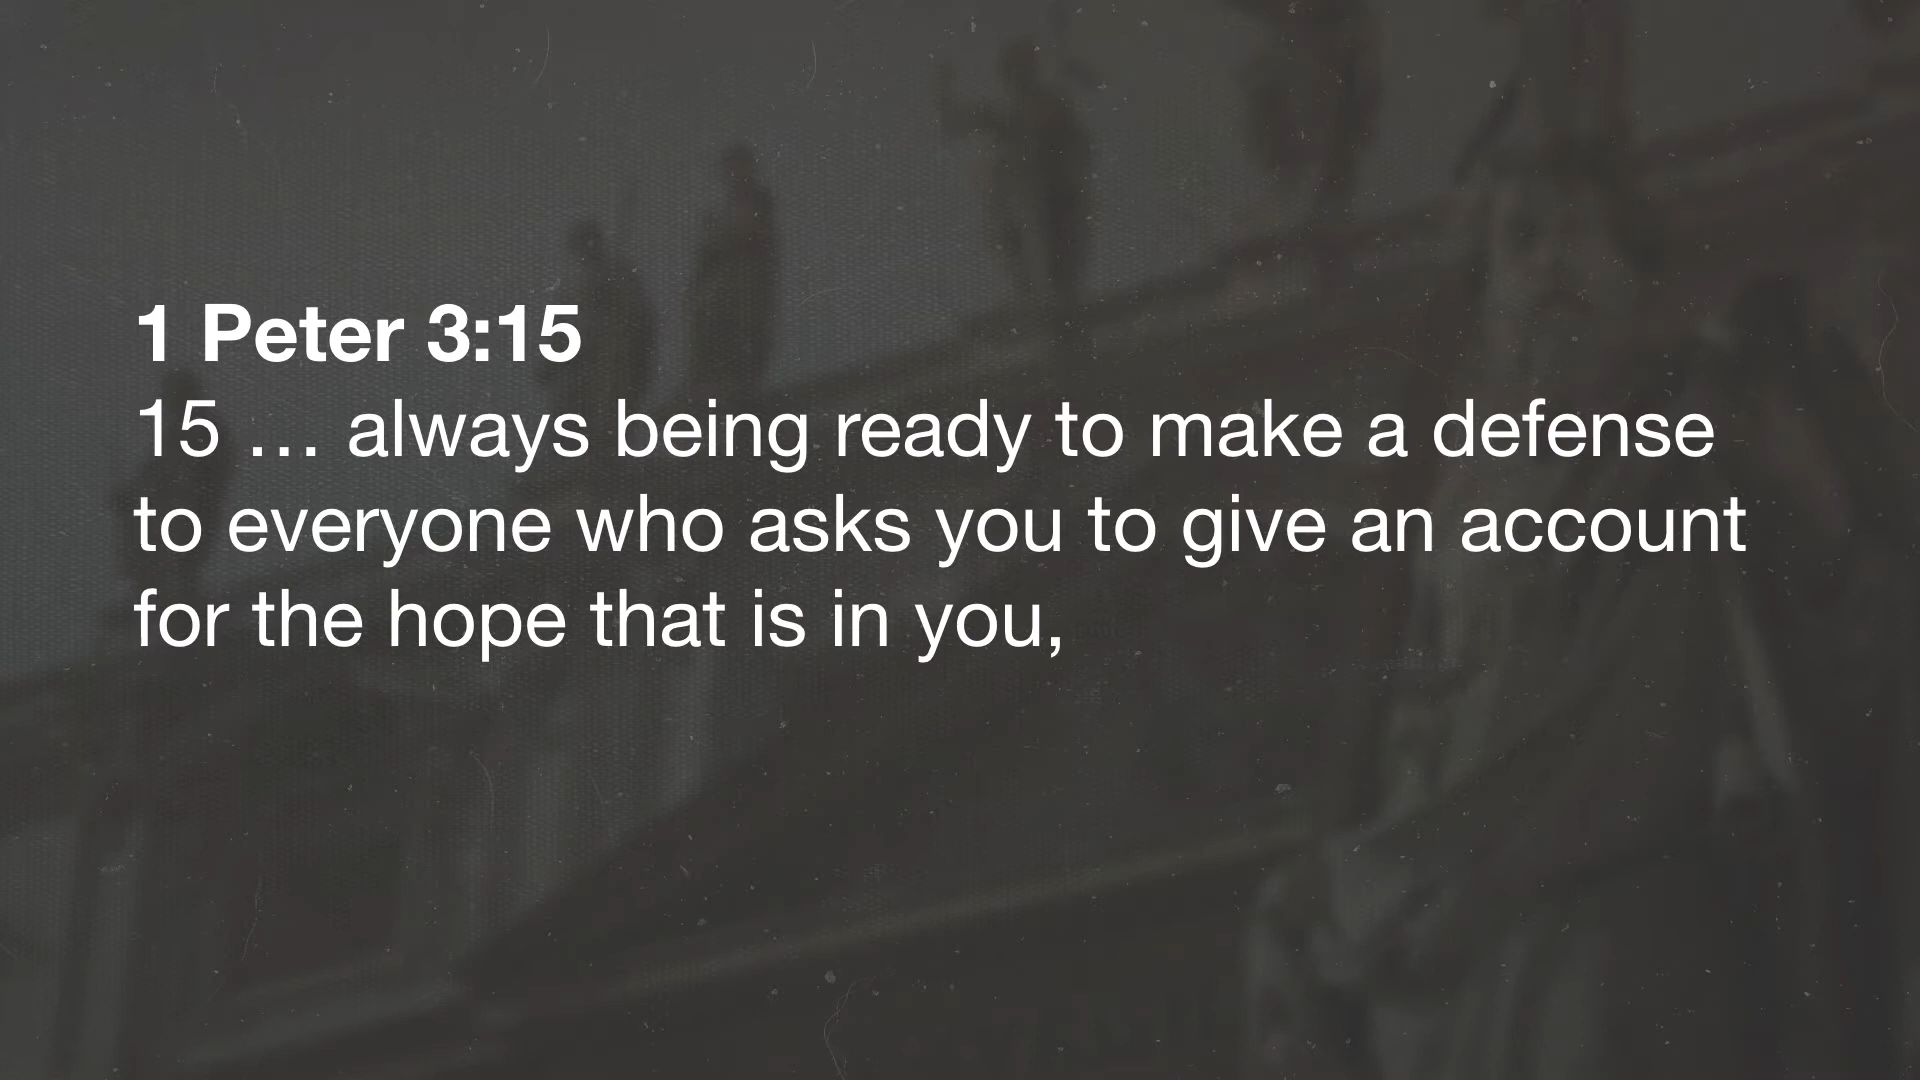 1 Peter 3:15
15 … always being ready to make a defense
to everyone who asks you to give an account
for the hope that is in you,